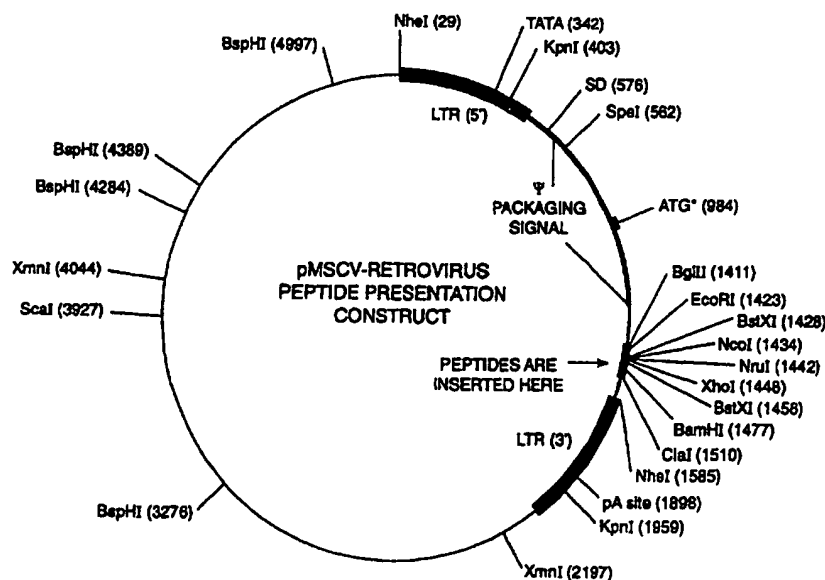 NheI (29)
TATA (342)
KpnI (403)
BspHI (4997)
SD (576)
SpeI (562)
LTR (5')
BspHI (4389)
BspHI (4284)
Ψ
PACKAGING
SIGNAL
ATG* (984)
XmnI (4044)
ScaI (3927)
pMSCV-RETROVIRUS
PEPTIDE PRESENTATION
CONSTRUCT
BglII (1411)
EcoRI (1423)
BstXI (1428)
NcoI (1434)
NruI (1442)
XhoI (1448)
BstXI (1456)
BamHI (1477)
ClaI (1510)
NheI (1585)
PEPTIDES ARE
INSERTED HERE
LTR (3')
pA site (1898)
KpnI (1959)
BspHI (3276)
XmnI (2197)